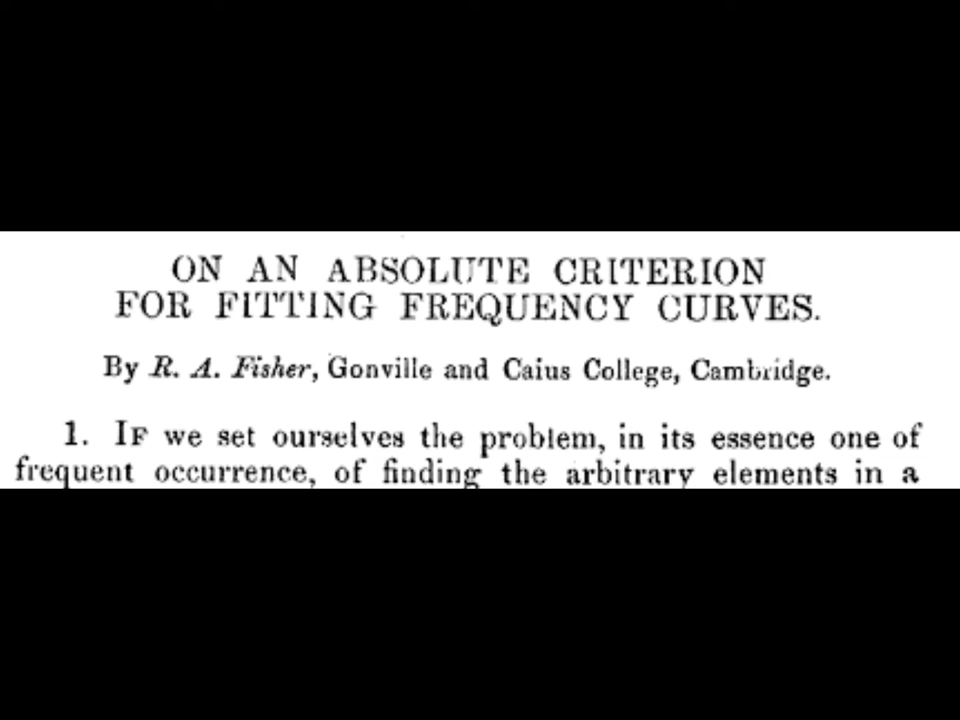 ON AN ABSOLUTE CRITERION
FOR FITTING FREQUENCY CURVES.
By R. A. Fisher, Gonville and Caius College, Cambridge.
1. IF we set ourselves the problem, in its essence one of
frequent occurrence, of finding the arbitrary elements in a